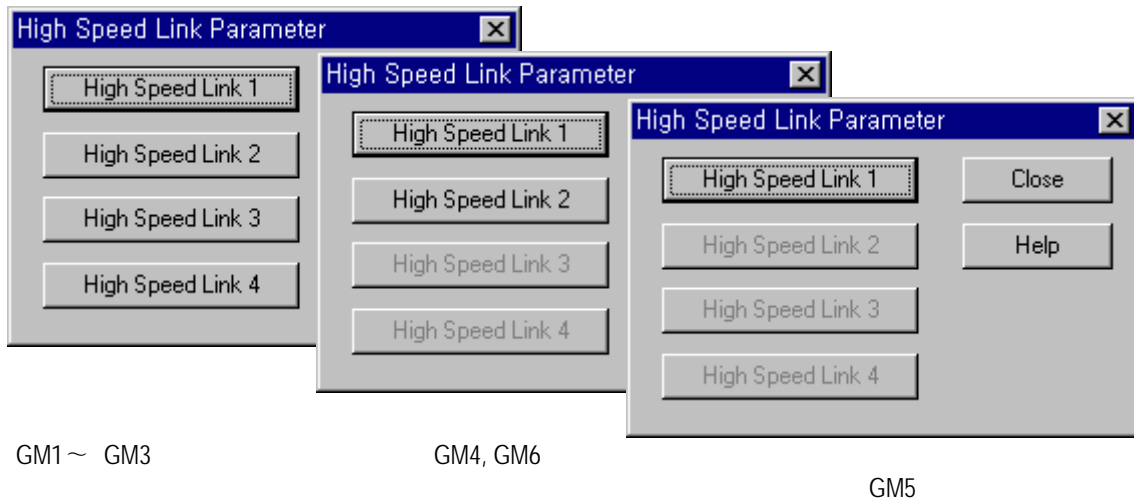 High Speed Link Parameter
High Speed Link 1
High Speed Link 2
High Speed Link 3
High Speed Link 4
High Speed Link Parameter
High Speed Link 1
High Speed Link 2
High Speed Link 3
High Speed Link 4
High Speed Link Parameter
High Speed Link 1
Close
High Speed Link 2
Help
High Speed Link 3
High Speed Link 4
GM1～ GM3
GM4, GM6
GM5